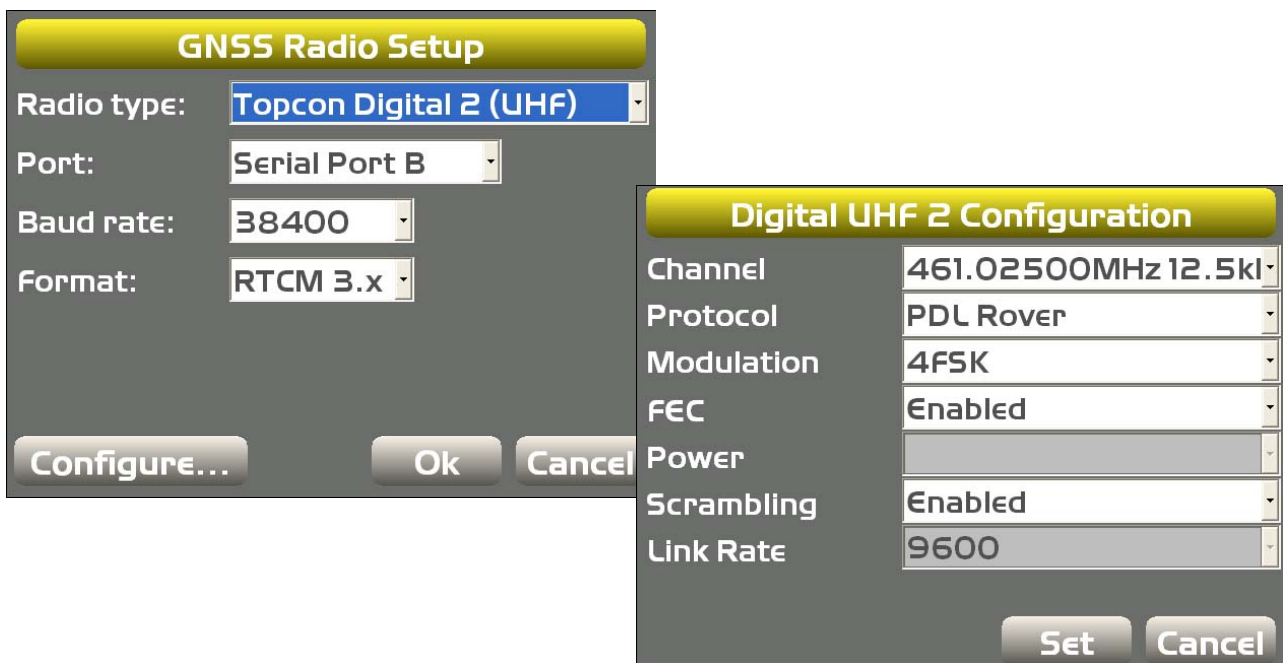 GNSS Radio Setup
Radio type: Topcon Digital 2 (UHF)
Port: Serial Port B
Baud rate: 38400
Format: RTCM 3.x
Configure... Ok Cancel
Digital UHF 2 Configuration
Channel 461.02500MHz 12.5k
Protocol PDL Rover
Modulation 4FSK
FEC Enabled
Power
Scrambling Enabled
Link Rate 9600
Set Cancel